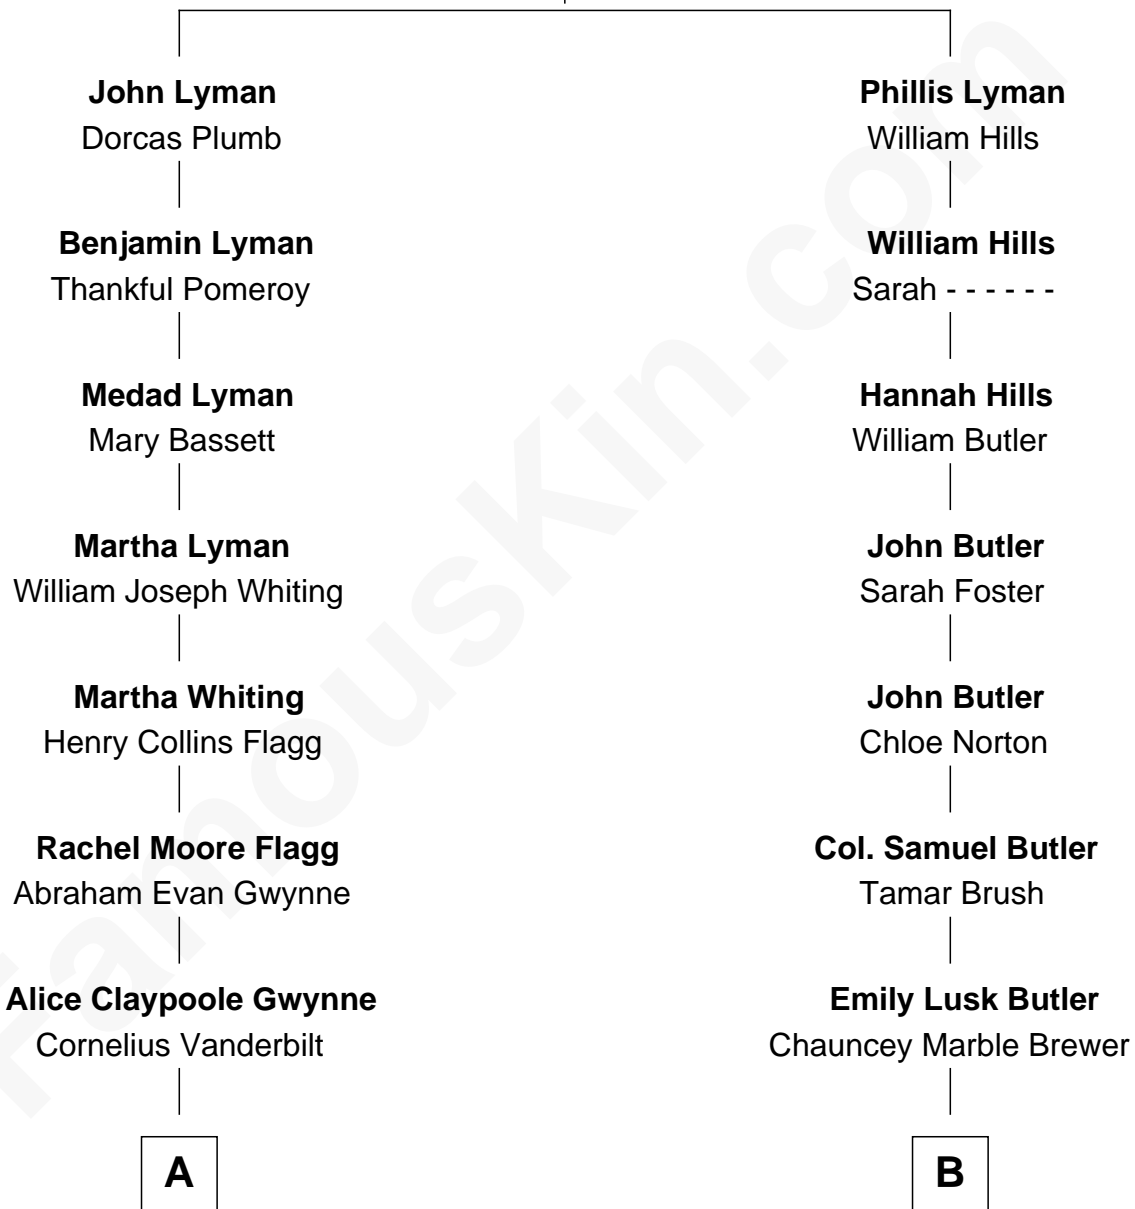 John Lyman
Dorcas Plumb
Benjamin Lyman
Thankful Pomeroy
Medad Lyman
Mary Bassett
Martha Lyman
William Joseph Whiting
Martha Whiting
Henry Collins Flagg
Rachel Moore Flagg
Abraham Evan Gwynne
Alice Claypoole Gwynne
Cornelius Vanderbilt
A
Phillis Lyman
William Hills
William Hills
Sarah - - - - - -
Hannah Hills
William Butler
John Butler
Sarah Foster
John Butler
Chloe Norton
Col. Samuel Butler
Tamar Brush
Emily Lusk Butler
Chauncey Marble Brewer
B
FamousKin.com